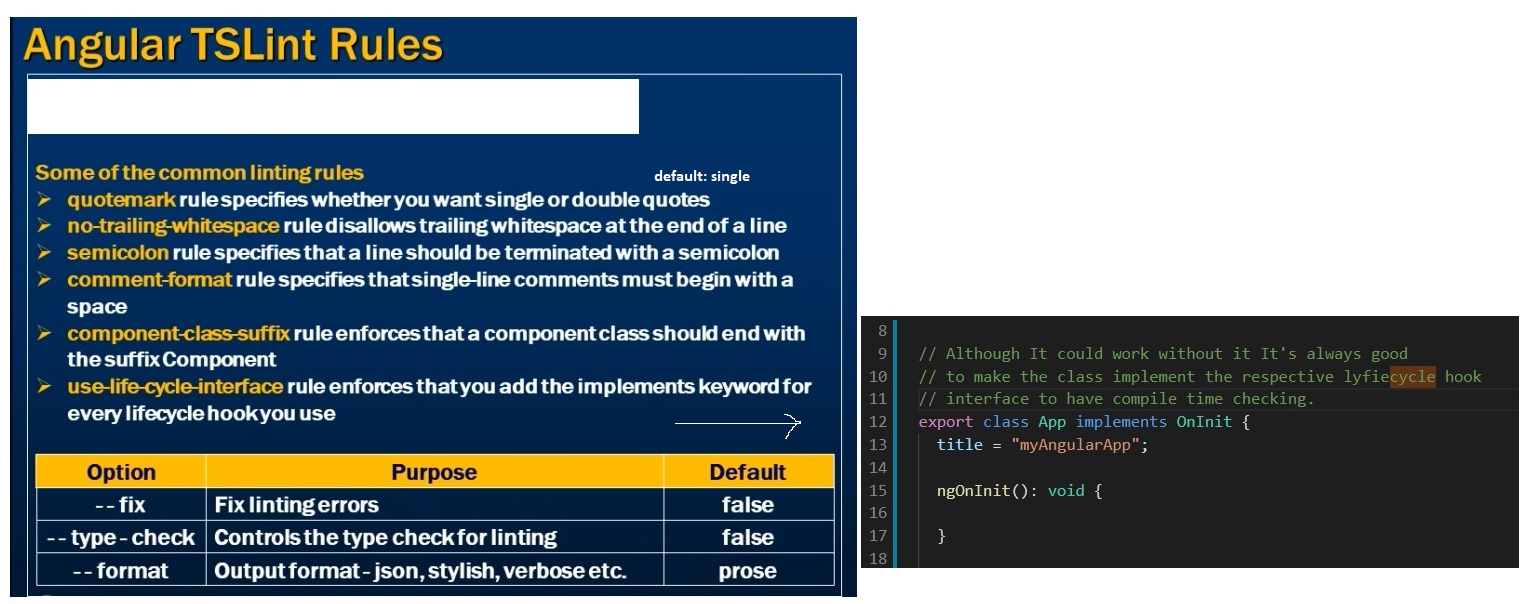 Angular TSLint Rules
Some of the common linting rules
default: single
quotemark rule specifies whether you want single or double quotes
no-trailing-whitespace rule disallows trailing whitespace at the end of a line
semicolon rule specifies that a line should be terminated with a semicolon
comment-format rule specifies that single-line comments must begin with a
space
component-class-suffix rule enforces that a component class should end with
the suffix Component
use-life-cycle-interface rule enforces that you add the implements keyword for
every lifecycle hook you use
Option Purpose Default
--fix Fix linting errors false
--type-check Controls the type check for linting false
--format Output format - json, stylish, verbose etc. prose
8
9 // Although It could work without it It's always good
10 // to make the class implement the respective lyfiecycle hook
11 // interface to have compile time checking.
12 export class App implements OnInit {
13 title = "myAngularApp";
14
15 ngOnInit(): void {
16
17 }
18